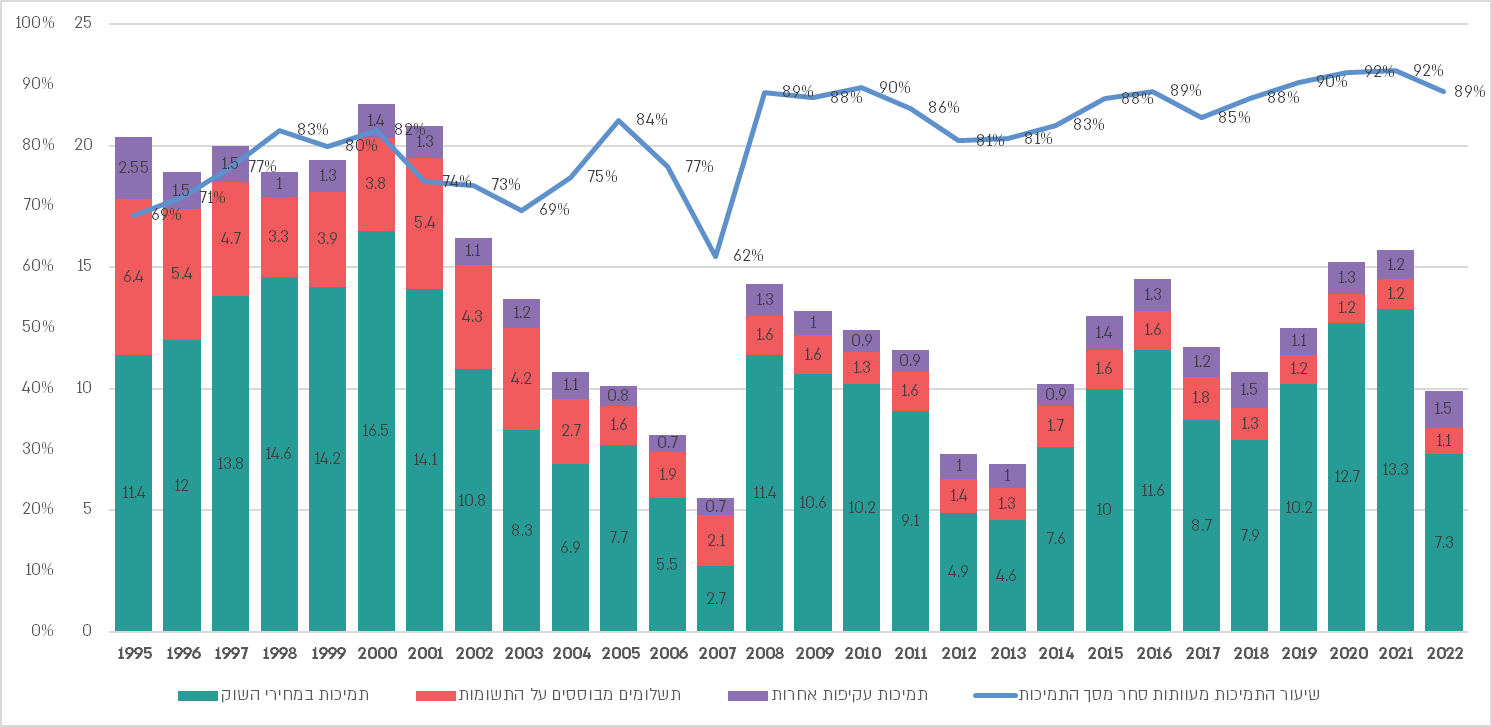 100% 25
90%
80% 20
70%
60% 15
50%
40% 10
30%
20% 5
10%
0% 0
69% 71% 77% 83% 80% 82% 74% 73% 69% 75% 84% 77% 62% 89% 88% 90% 86% 81% 81% 83% 88% 89% 85% 88% 90% 92% 92% 89%
2.55 1.5 1.5 1 1.3 1.4 1.3 1.1 1.2 1.1 0.8 0.7 0.7 1.3 1 0.9 0.9 1 1 0.9 1.4 1.3 1.2 1.5 1.1 1.3 1.2 1.5
6.4 5.4 4.7 3.3 3.9 3.8 5.4 4.3 4.2 2.7 1.6 1.9 2.1 1.6 1.6 1.3 1.6 1.4 1.3 1.7 1.6 1.6 1.8 1.3 1.2 1.2 1.2 1.1
11.4 12 13.8 14.6 14.2 16.5 14.1 10.8 8.3 6.9 7.7 5.5 2.7 11.4 10.6 10.2 9.1 4.9 4.6 7.6 10 11.6 8.7 7.9 10.2 12.7 13.3 7.3
1995 1996 1997 1998 1999 2000 2001 2002 2003 2004 2005 2006 2007 2008 2009 2010 2011 2012 2013 2014 2015 2016 2017 2018 2019 2020 2021 2022
תמיכות במחירי השוק
תשלומים מבוססים על התשומות
תמיכות עקיפות אחרות
שיעור התמיכות מעוותות סחר מסך התמיכות